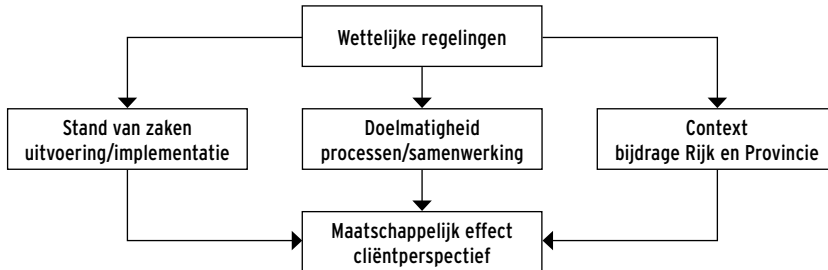 Wettelijke regelingen
Stand van zaken
uitvoering/implementatie
Doelmatigheid
processen/samenwerking
Context
bijdrage Rijk en Provincie
Maatschappelijk effect
cliëntperspectief